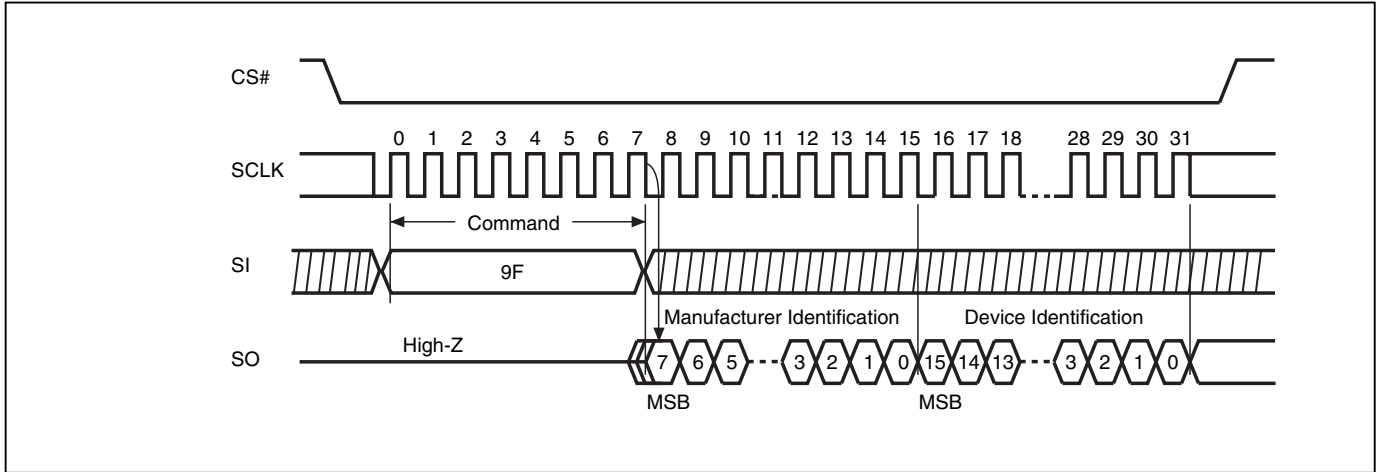 CS#
0 1 2 3 4 5 6 7 8 9 10 11 12 13 14 15 16 17 18 28 29 30 31
SCLK
Command
SI
9F
Manufacturer Identification Device Identification
High-Z
SO
7 6 5 3 2 1 0 15 14 13 3 2 1 0
MSB MSB